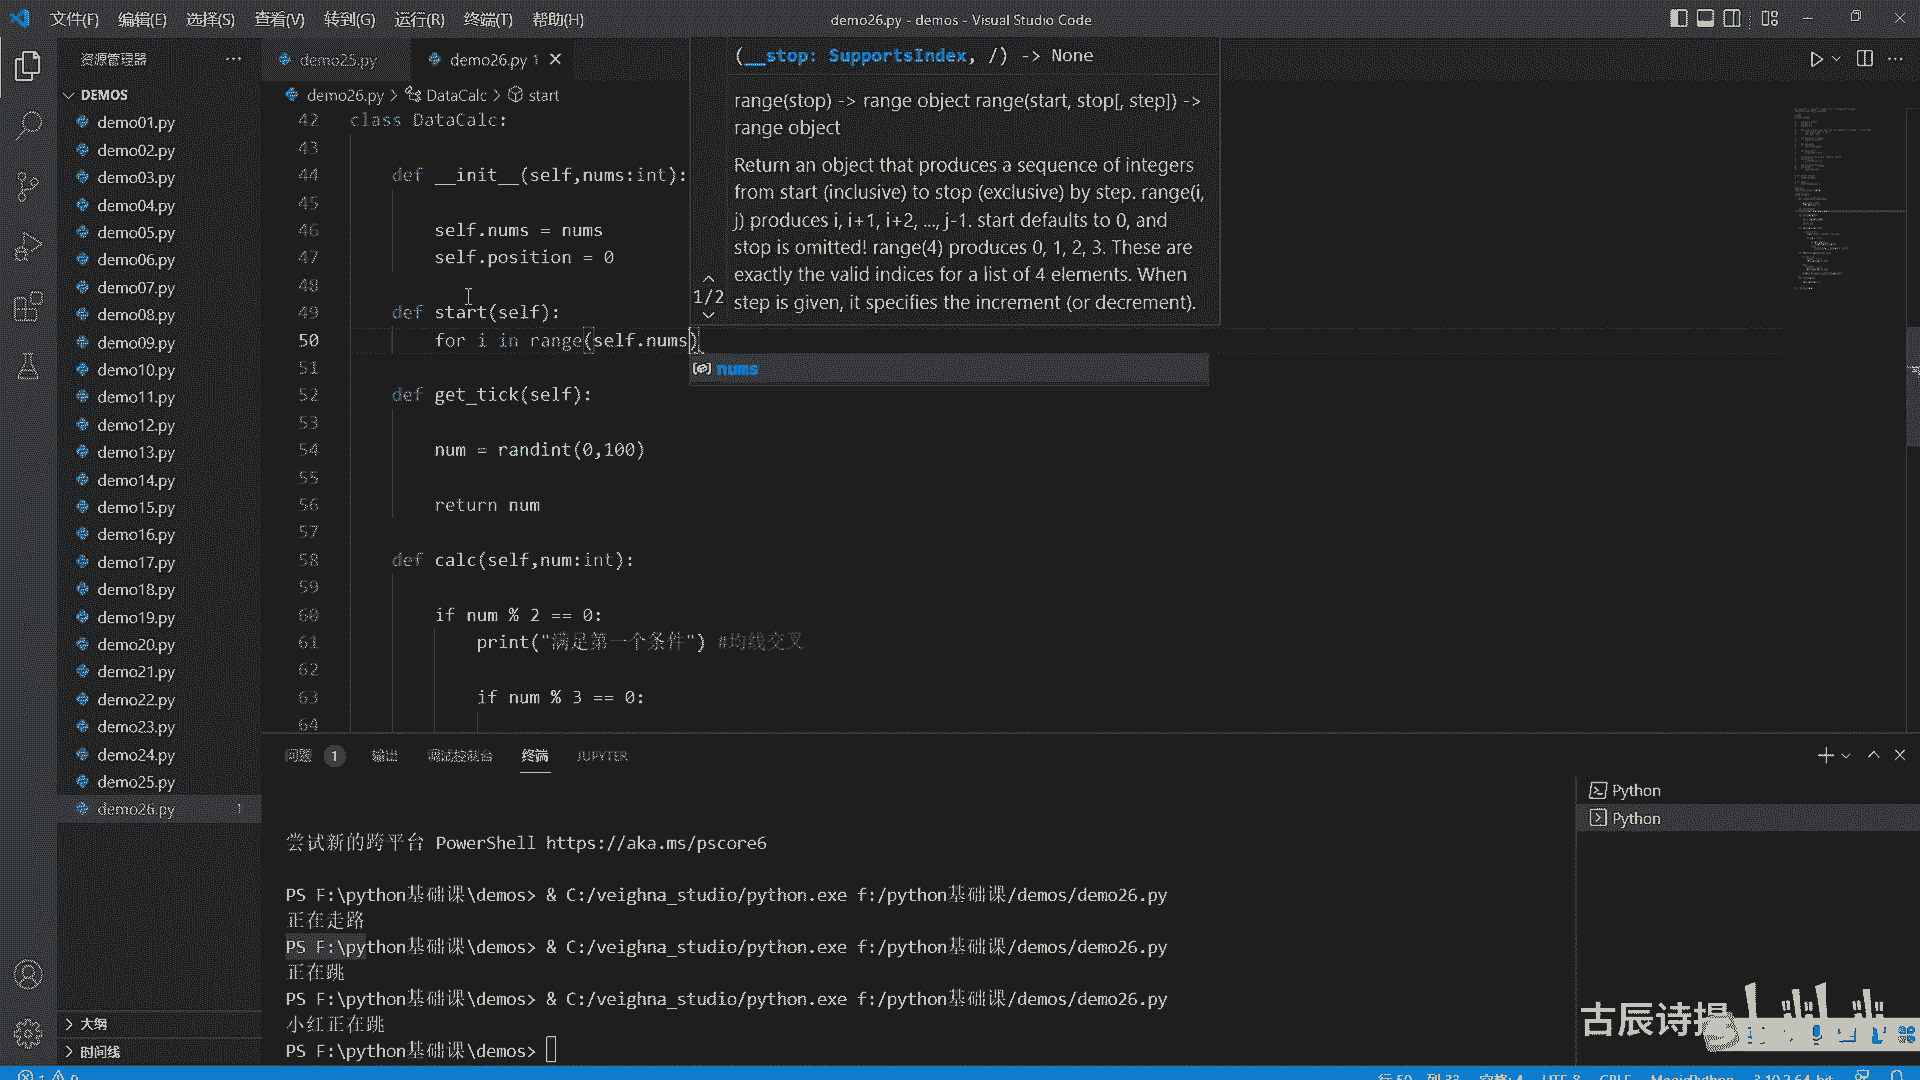 文件(F) 编辑(E) 选择(S) 查看(V) 转到(G) 运行(R) 终端(T) 帮助(H)
demo26.py - demos - Visual Studio Code
资源管理器
DEMOS
demo01.py
demo02.py
demo03.py
demo04.py
demo05.py
demo06.py
demo07.py
demo08.py
demo09.py
demo10.py
demo11.py
demo12.py
demo13.py
demo14.py
demo15.py
demo16.py
demo17.py
demo18.py
demo19.py
demo20.py
demo21.py
demo22.py
demo23.py
demo24.py
demo25.py
demo26.py 1
大纲
时间线
demo25.py
demo26.py 1
demo26.py > DataCalc > start
42 class DataCalc:
43
44 def __init__(self,nums:int):
45
46 self.nums = nums
47 self.position = 0
48
49 def start(self):
50 for i in range(self.nums)
51
52 def get_tick(self):
53
54 num = randint(0,100)
55
56 return num
57
58 def calc(self,num:int):
59
60 if num % 2 == 0:
61 print("满足第一个条件") #均线交叉
62
63 if num % 3 == 0:
64
(__stop: SupportsIndex, /) -> None
range(stop) -> range object range(start, stop[, step]) ->
range object
Return an object that produces a sequence of integers
from start (inclusive) to stop (exclusive) by step. range(i,
j) produces i, i+1, i+2, ..., j-1. start defaults to 0, and
stop is omitted! range(4) produces 0, 1, 2, 3. These are
exactly the valid indices for a list of 4 elements. When
step is given, it specifies the increment (or decrement).
1/2
nums
问题 1 输出 调试控制台 终端 JUPYTER
尝试新的跨平台 PowerShell https://aka.ms/pscore6
PS F:\python基础课\demos> & C:/veighna_studio/python.exe f:/python基础课/demos/demo26.py
正在走路
PS F:\python基础课\demos> & C:/veighna_studio/python.exe f:/python基础课/demos/demo26.py
正在跳
PS F:\python基础课\demos> & C:/veighna_studio/python.exe f:/python基础课/demos/demo26.py
小红正在跳
PS F:\python基础课\demos>
Python
Python
古辰诗提